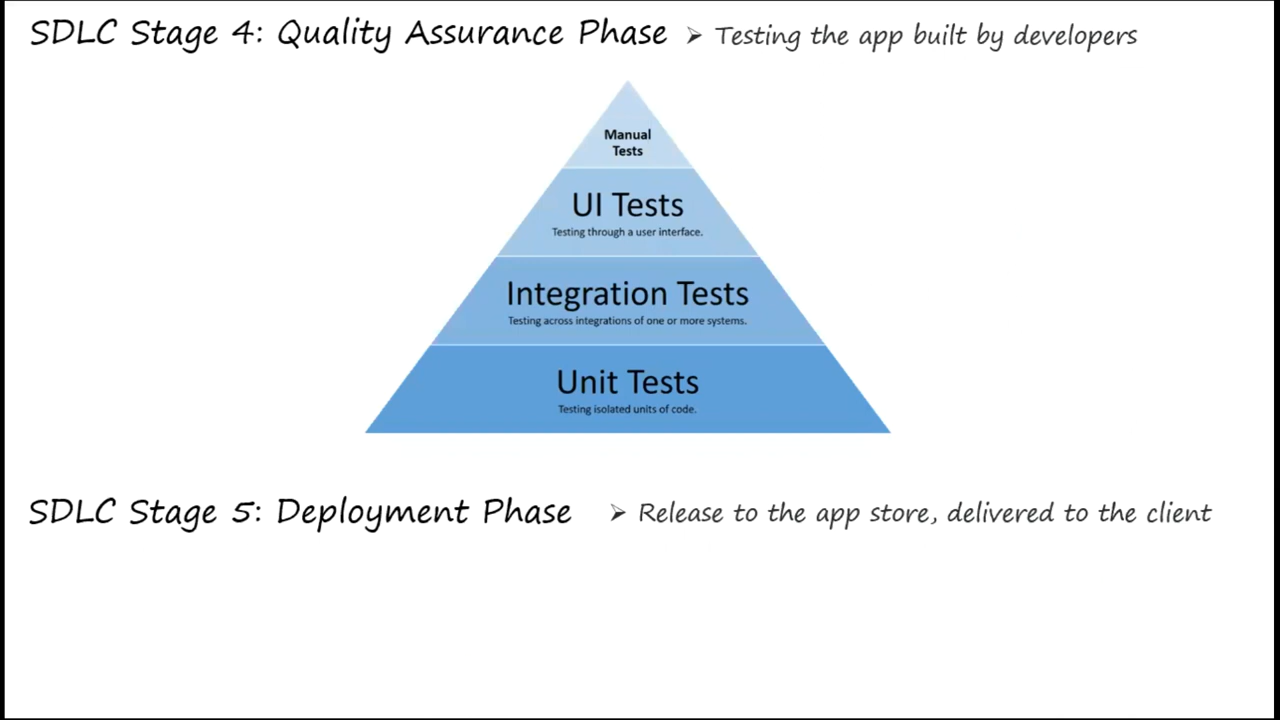 SDLC Stage 4: Quality Assurance Phase ➢ Testing the app built by developers
Manual
Tests
UI Tests
Testing through a user interface.
Integration Tests
Testing across integrations of one or more systems.
Unit Tests
Testing isolated units of code.
SDLC Stage 5: Deployment Phase ➢ Release to the app store, delivered to the client